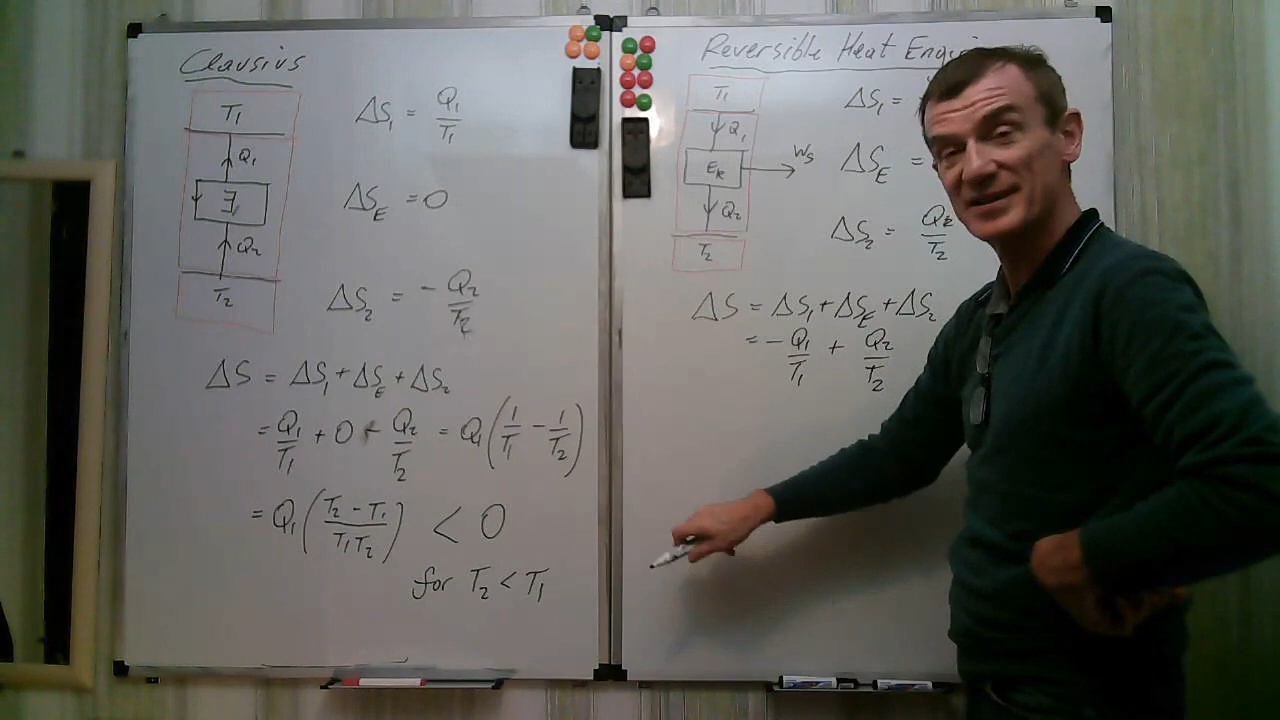 Clausius
T₁
Q₁
Ǝ₁
Q₂
T₂
ΔS₁ = Q₁/T₁
ΔS_E = 0
ΔS₂ = - Q₂/T₂
ΔS = ΔS₁ + ΔS_E + ΔS₂
= Q₁/T₁ + 0 - Q₂/T₂ = Q₁(1/T₁ - 1/T₂)
= Q₁((T₂ - T₁)/(T₁T₂)) < 0
for T₂ < T₁
Reversible Heat
T₁
Q₁
E_R
W_S
Q₂
T₂
ΔS₁ =
ΔS_E =
ΔS₂ = Q₂/T₂
ΔS = ΔS₁ + ΔS_E + ΔS₂
= - Q₁/T₁ + Q₂/T₂